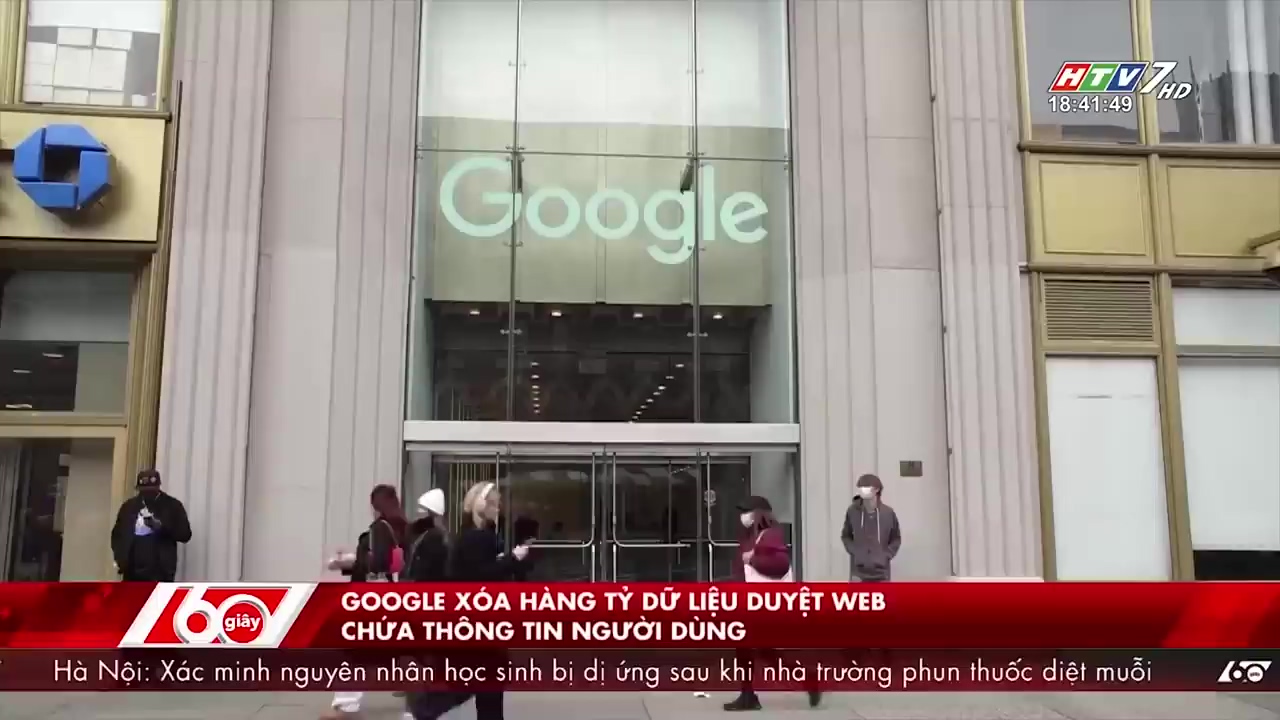 HTV7 HD
18:41:49
Google
60 giây
GOOGLE XÓA HÀNG TỶ DỮ LIỆU DUYỆT WEB
CHỨA THÔNG TIN NGƯỜI DÙNG
Hà Nội: Xác minh nguyên nhân học sinh bị dị ứng sau khi nhà trường phun thuốc diệt muỗi
60